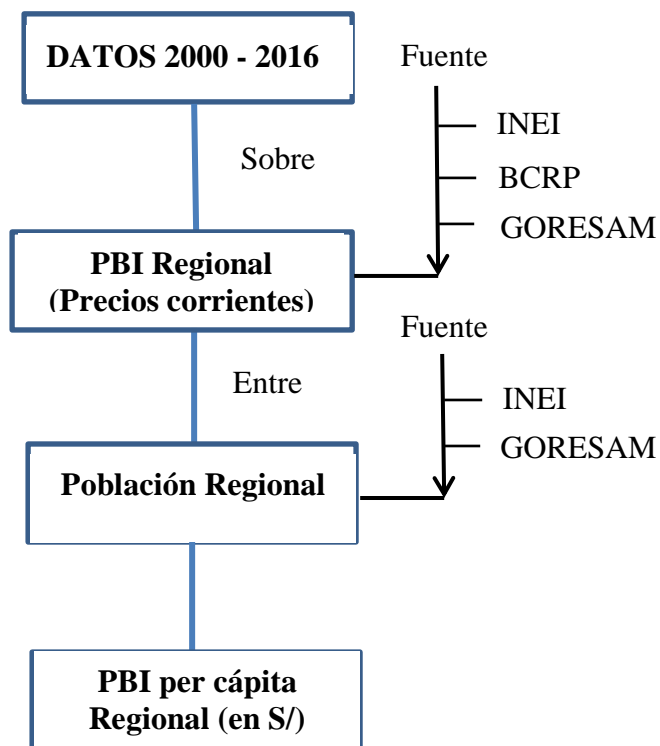 DATOS 2000 - 2016
Fuente
INEI
Sobre
BCRP
GORESAM
PBI Regional
(Precios corrientes)
Fuente
Entre
INEI
GORESAM
Población Regional
PBI per cápita
Regional (en S/)